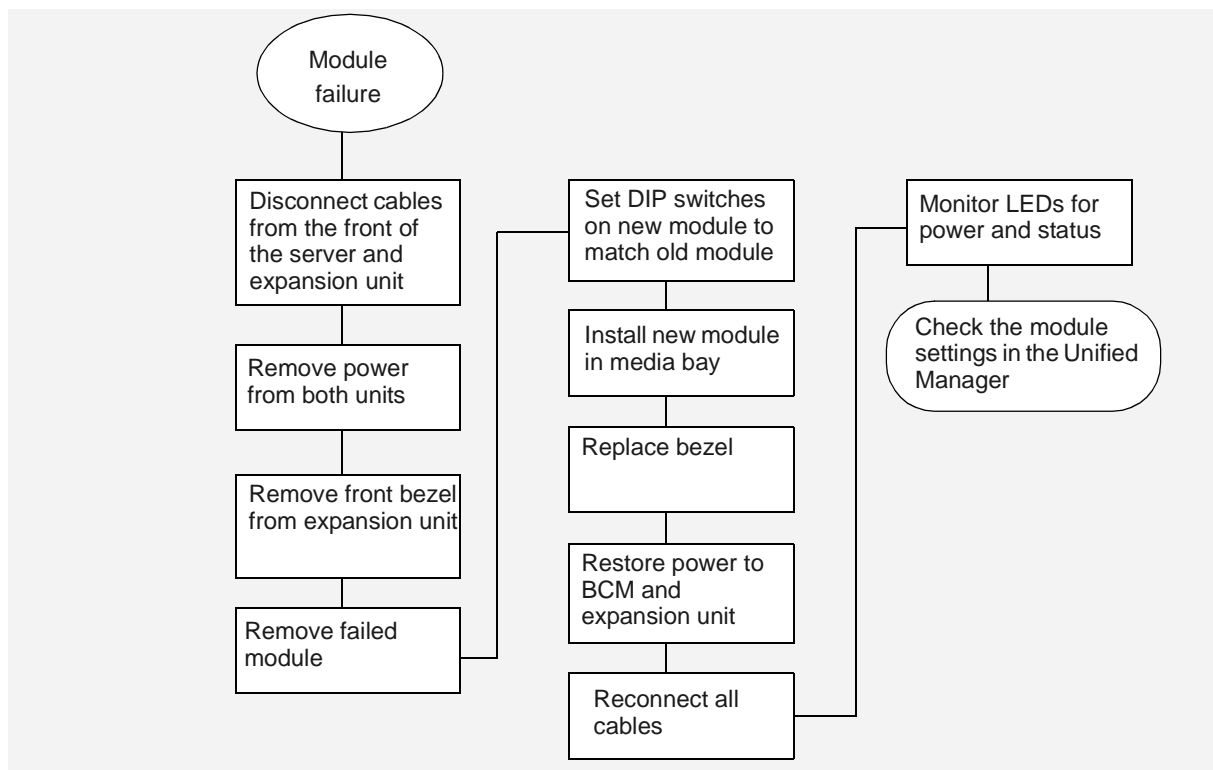 Module
failure
Disconnect cables
from the front of
the server and
expansion unit
Remove power
from both units
Remove front bezel
from expansion unit
Remove failed
module
Set DIP switches
on new module to
match old module
Install new module
in media bay
Replace bezel
Restore power to
BCM and
expansion unit
Reconnect all
cables
Monitor LEDs for
power and status
Check the module
settings in the Unified
Manager